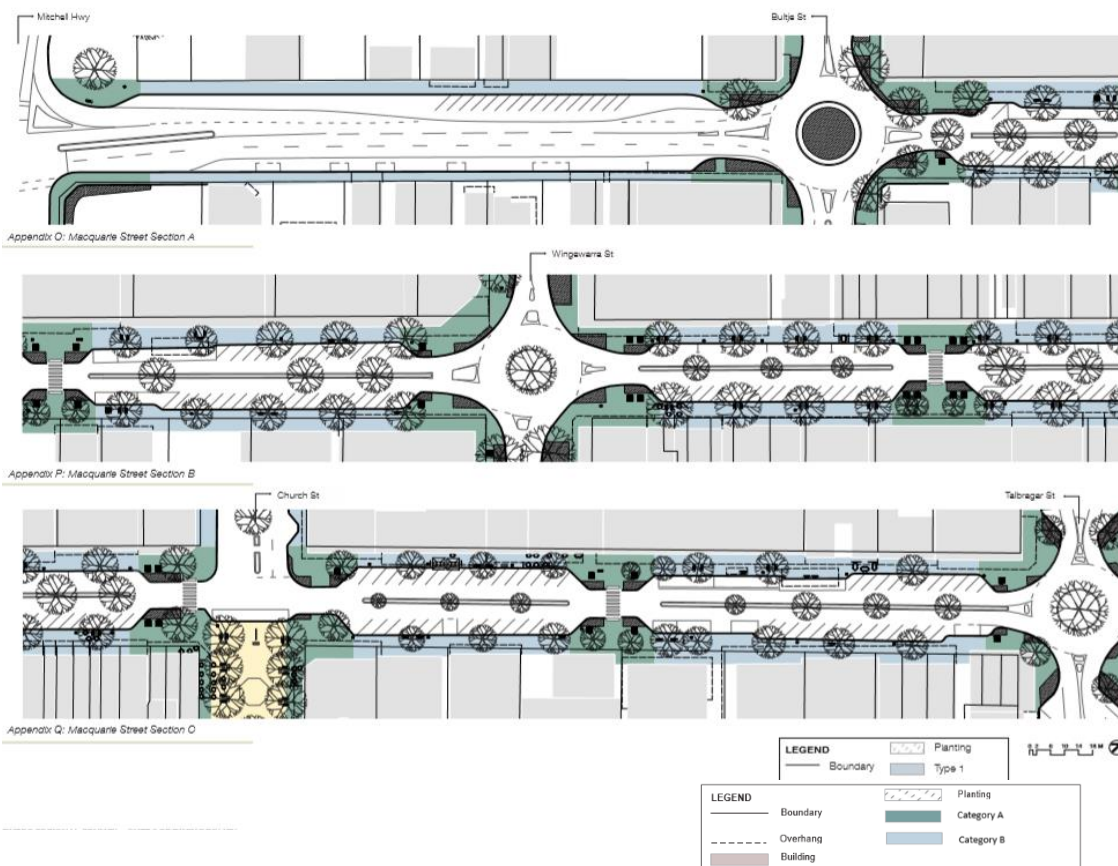 Mitchell Hwy
Bultje St
Appendix O: Macquarie Street Section A
Wingewarra St
Appendix P: Macquarie Street Section B
Church St
Talbragar St
Appendix Q: Macquarie Street Section C
LEGEND
Planting
Boundary
Type 1
LEGEND
Planting
Boundary
Category A
Overhang
Category B
Building